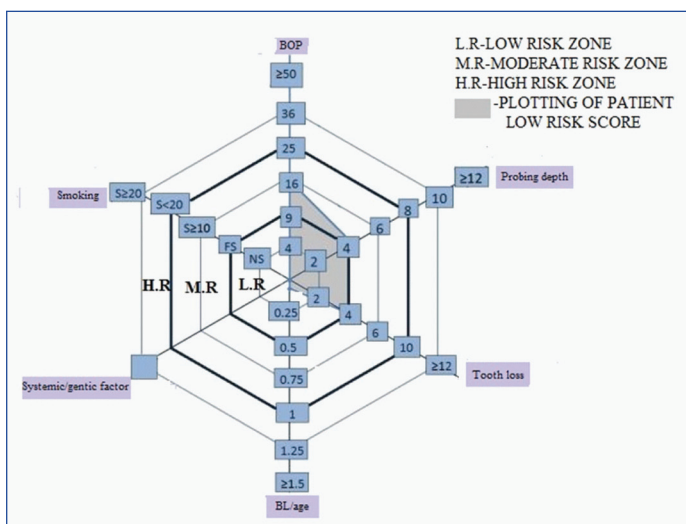 BOP
L.R-LOW RISK ZONE
M.R-MODERATE RISK ZONE
H.R-HIGH RISK ZONE
-PLOTTING OF PATIENT
LOW RISK SCORE
≥50
36
25
16
9
4
≥12
Probing depth
10
8
6
4
2
Smoking
S≥20
S<20
S≥10
FS
NS
H.R
M.R
L.R
2
4
6
10
≥12
Tooth loss
0.25
0.5
0.75
1
1.25
≥1.5
BL/age
Systemic/gentic factor